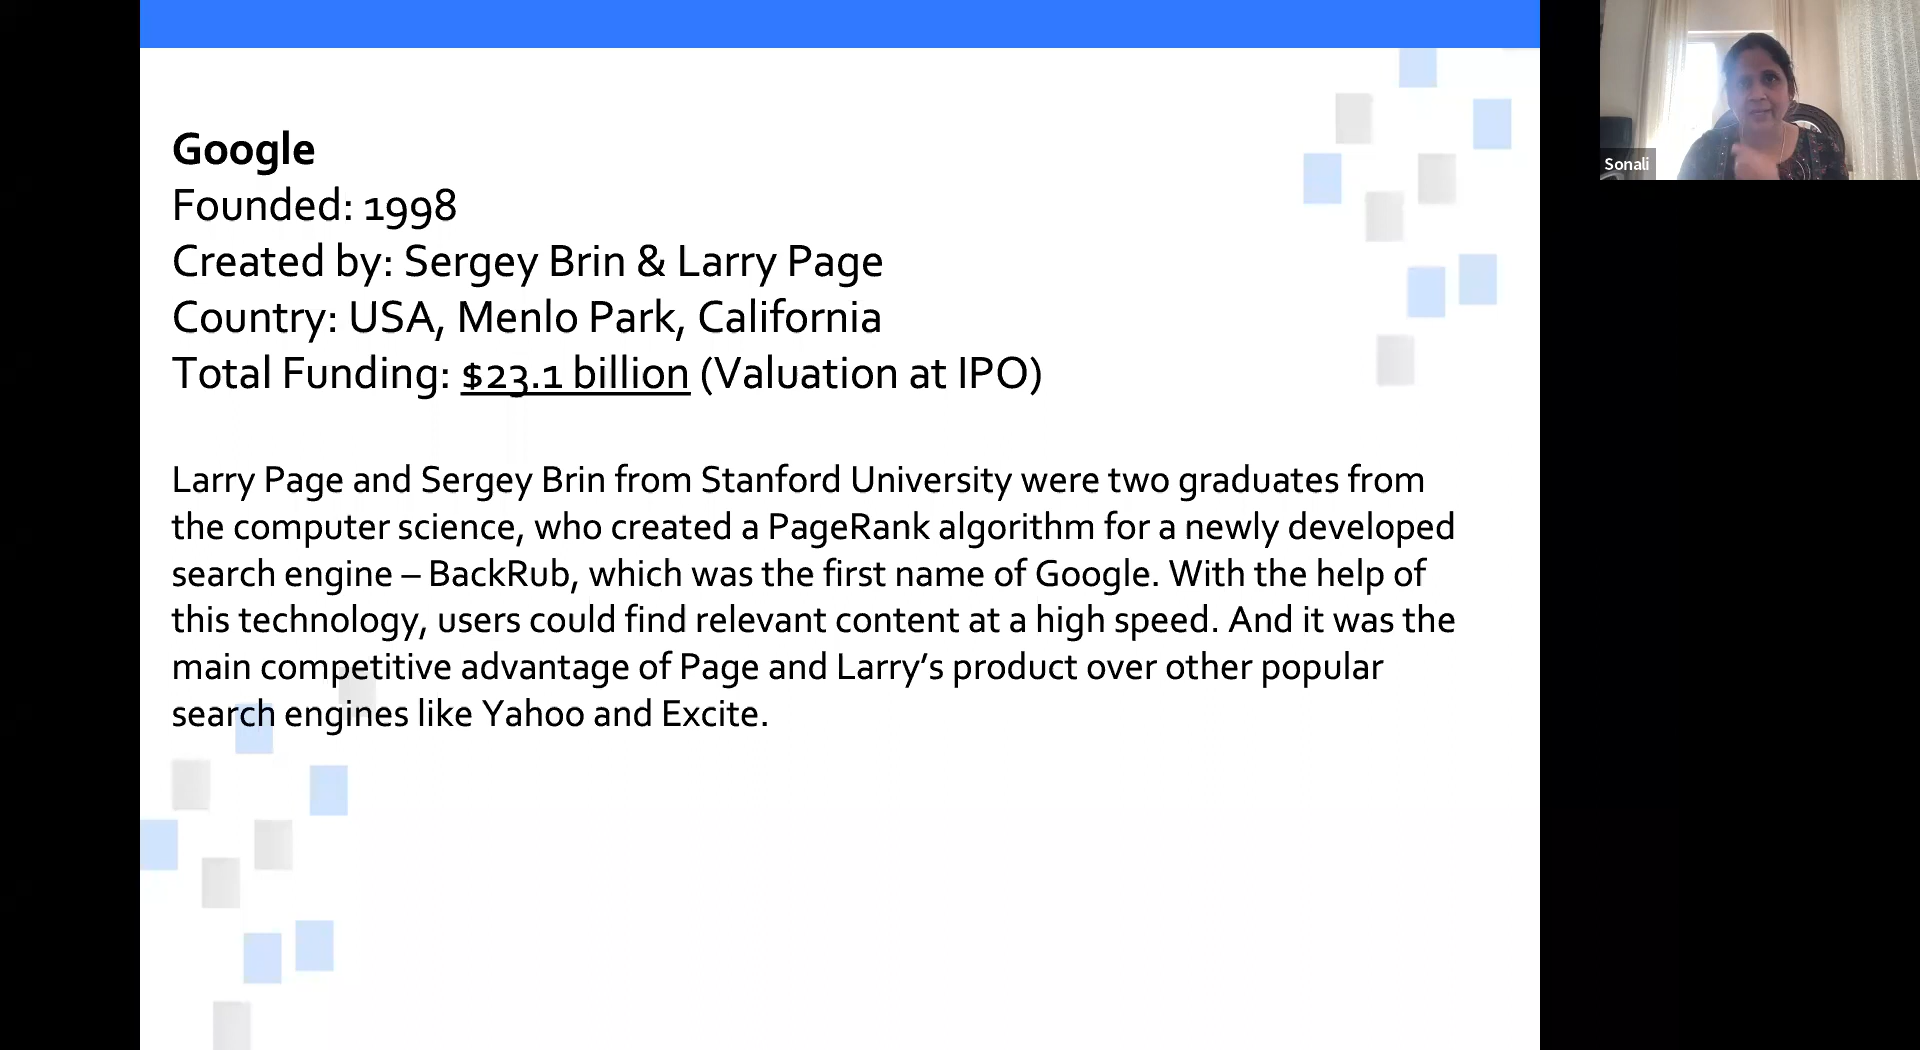 Google
Founded: 1998
Created by: Sergey Brin & Larry Page
Country: USA, Menlo Park, California
Total Funding: $23.1 billion (Valuation at IPO)
Larry Page and Sergey Brin from Stanford University were two graduates from
the computer science, who created a PageRank algorithm for a newly developed
search engine – BackRub, which was the first name of Google. With the help of
this technology, users could find relevant content at a high speed. And it was the
main competitive advantage of Page and Larry’s product over other popular
search engines like Yahoo and Excite.
Sonali